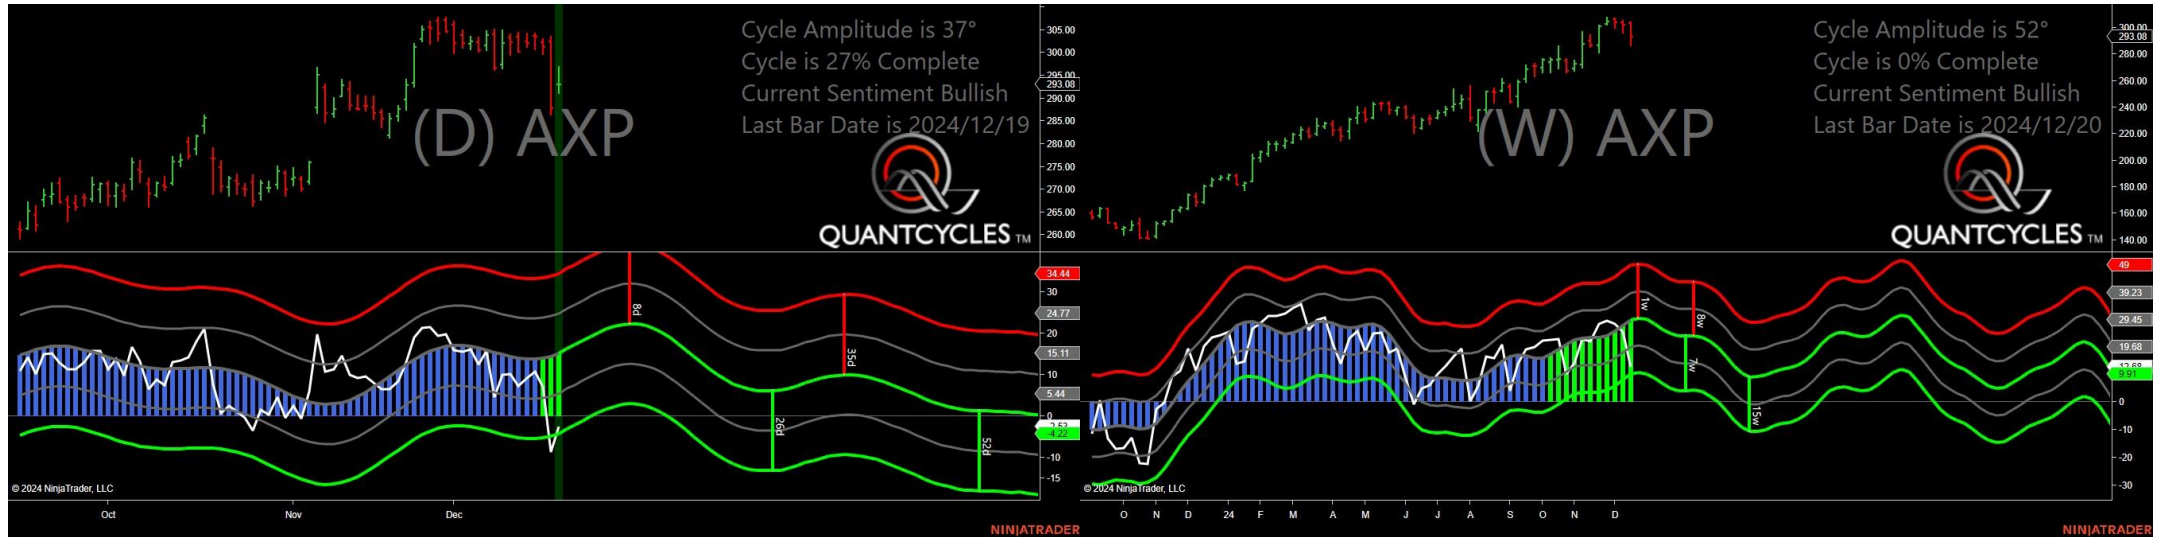 Cycle Amplitude is 37°
Cycle is 27% Complete
Current Sentiment Bullish
Last Bar Date is 2024/12/19
(D) AXP
QUANTCYCLES TM
305.00
295.00
293.08
290.00
285.00
280.00
275.00
270.00
265.00
260.00
34.44
30
24.77
20
15.11
10
5.44
0
-4.22
-10
-15
8d
26d
35d
52d
© 2024 NinjaTrader, LLC
Oct Nov Dec
NINJATRADER
Cycle Amplitude is 52°
Cycle is 0% Complete
Current Sentiment Bullish
Last Bar Date is 2024/12/20
(W) AXP
QUANTCYCLES TM
300.00
293.08
280.00
260.00
240.00
220.00
200.00
180.00
160.00
140.00
49
39.23
29.45
19.68
9.91
0
-10
-20
-30
1w
8w
7w
15w
© 2024 NinjaTrader, LLC
O N D 24 F M A M J J A S O N D
NINJATRADER